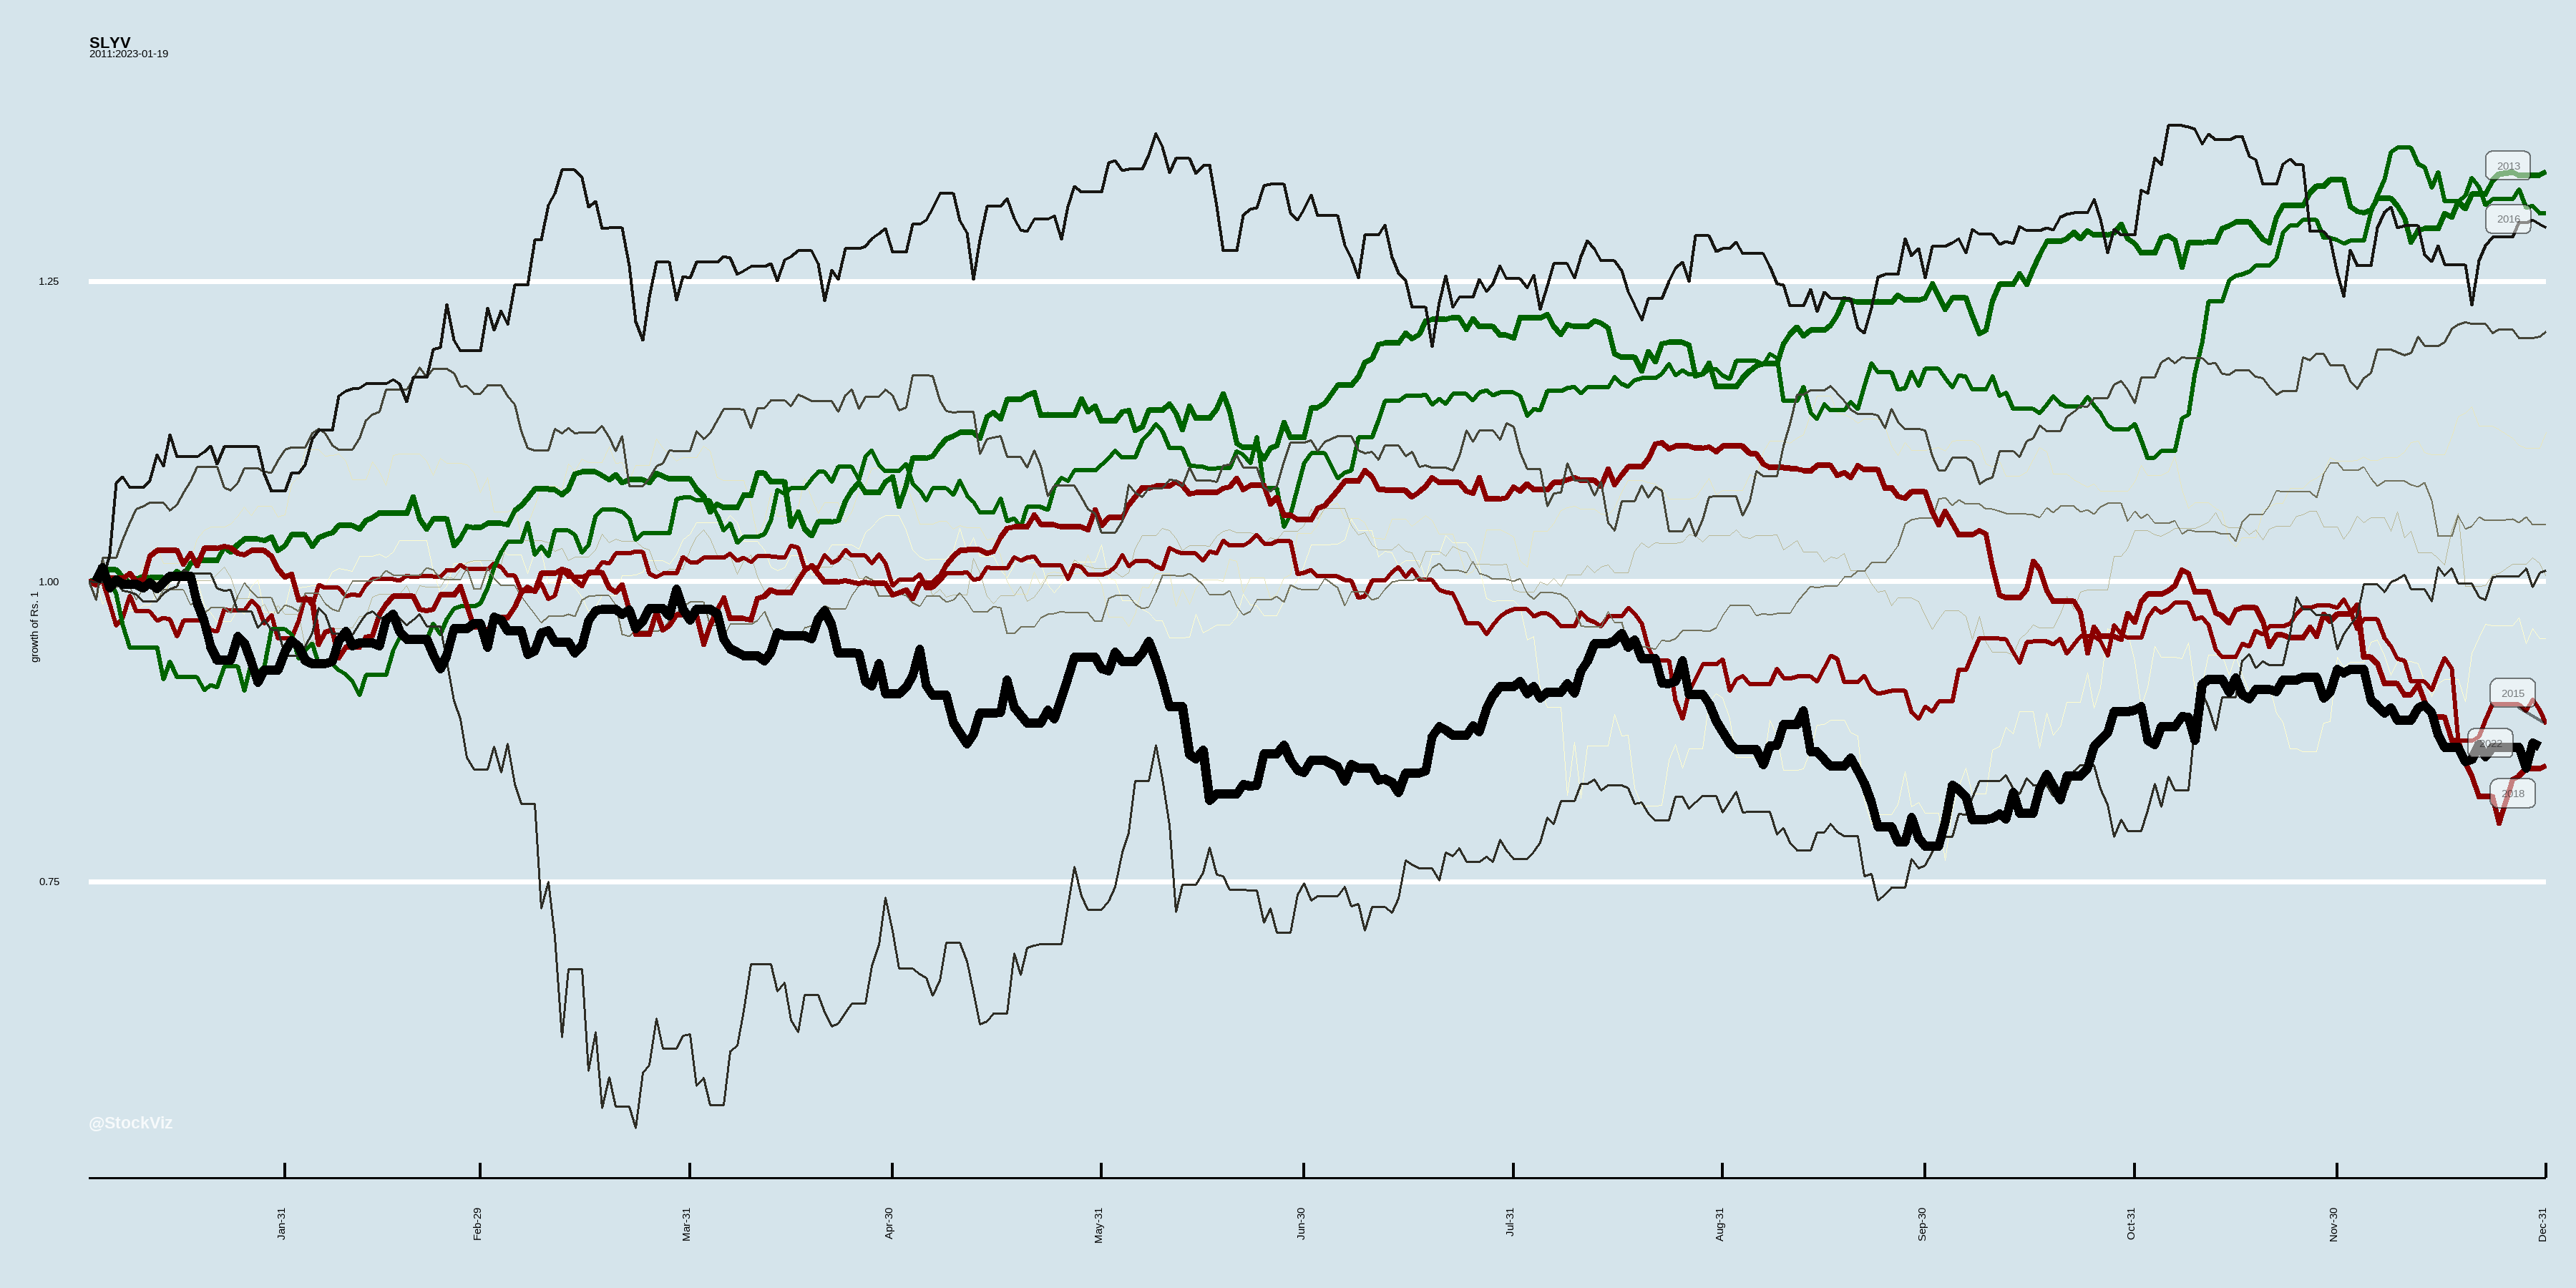 SLYV
2011:2023-01-19
2013
2016
1.25
1.00
growth of Rs. 1
2015
2022
2018
0.75
@StockViz
Jan-31
Feb-29
Mar-31
Apr-30
May-31
Jun-30
Jul-31
Aug-31
Sep-30
Oct-31
Nov-30
Dec-31